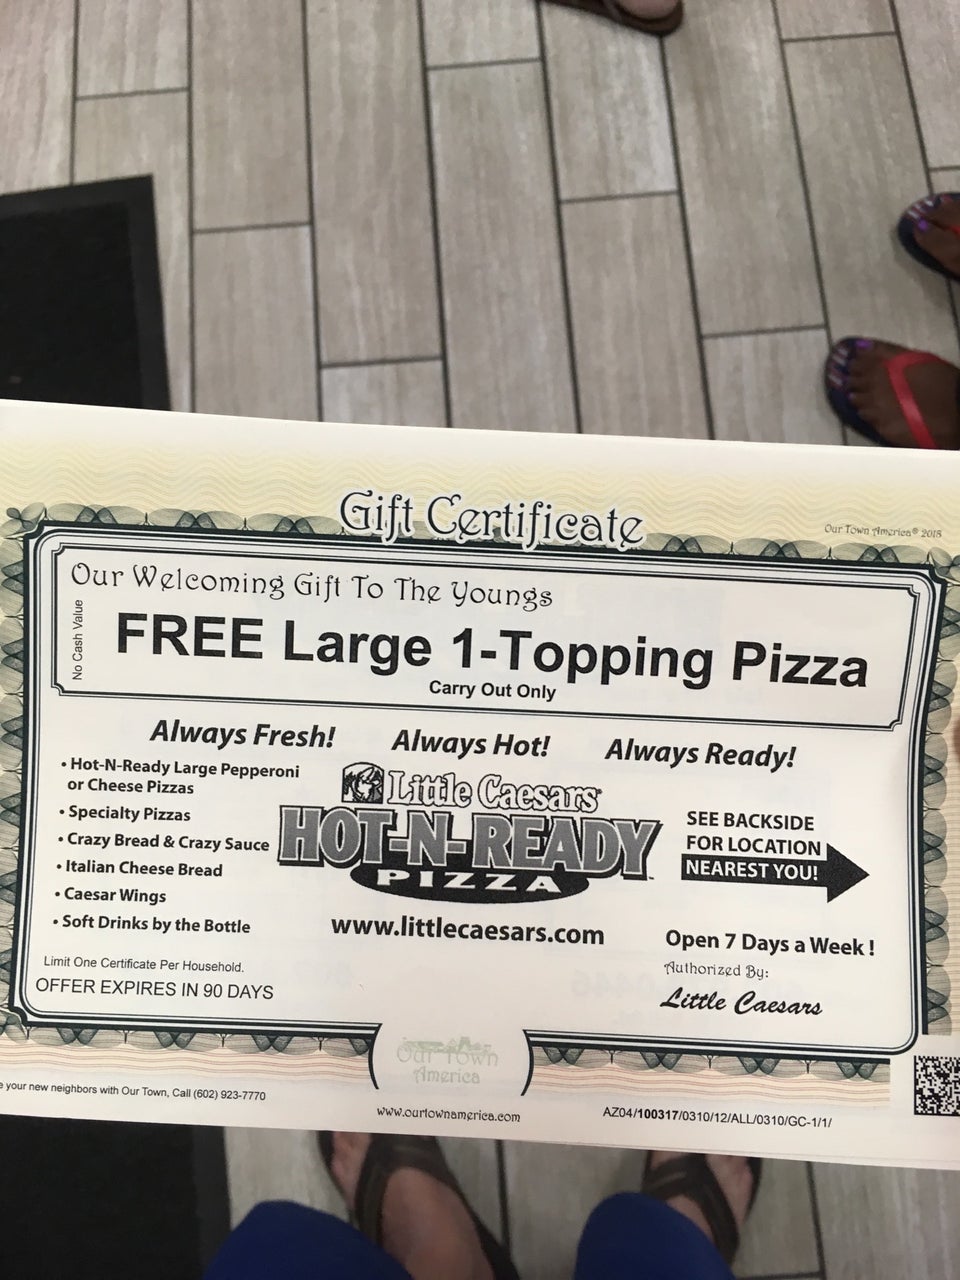 Gift Certificate
Our Town America® 2018
Our Welcoming Gift To The Youngs
No Cash Value
FREE Large 1-Topping Pizza
Carry Out Only
Always Fresh! Always Hot! Always Ready!
• Hot-N-Ready Large Pepperoni
or Cheese Pizzas
• Specialty Pizzas
• Crazy Bread & Crazy Sauce
• Italian Cheese Bread
• Caesar Wings
• Soft Drinks by the Bottle
Little Caesars
HOT-N-READY
PIZZA
www.littlecaesars.com
SEE BACKSIDE
FOR LOCATION
NEAREST YOU!
Open 7 Days a Week !
Authorized By:
Little Caesars
Limit One Certificate Per Household.
OFFER EXPIRES IN 90 DAYS
Our Town
America
your new neighbors with Our Town, Call (602) 923-7770
www.ourtownamerica.com
AZ04/100317/0310/12/ALL/0310/GC-1/1/